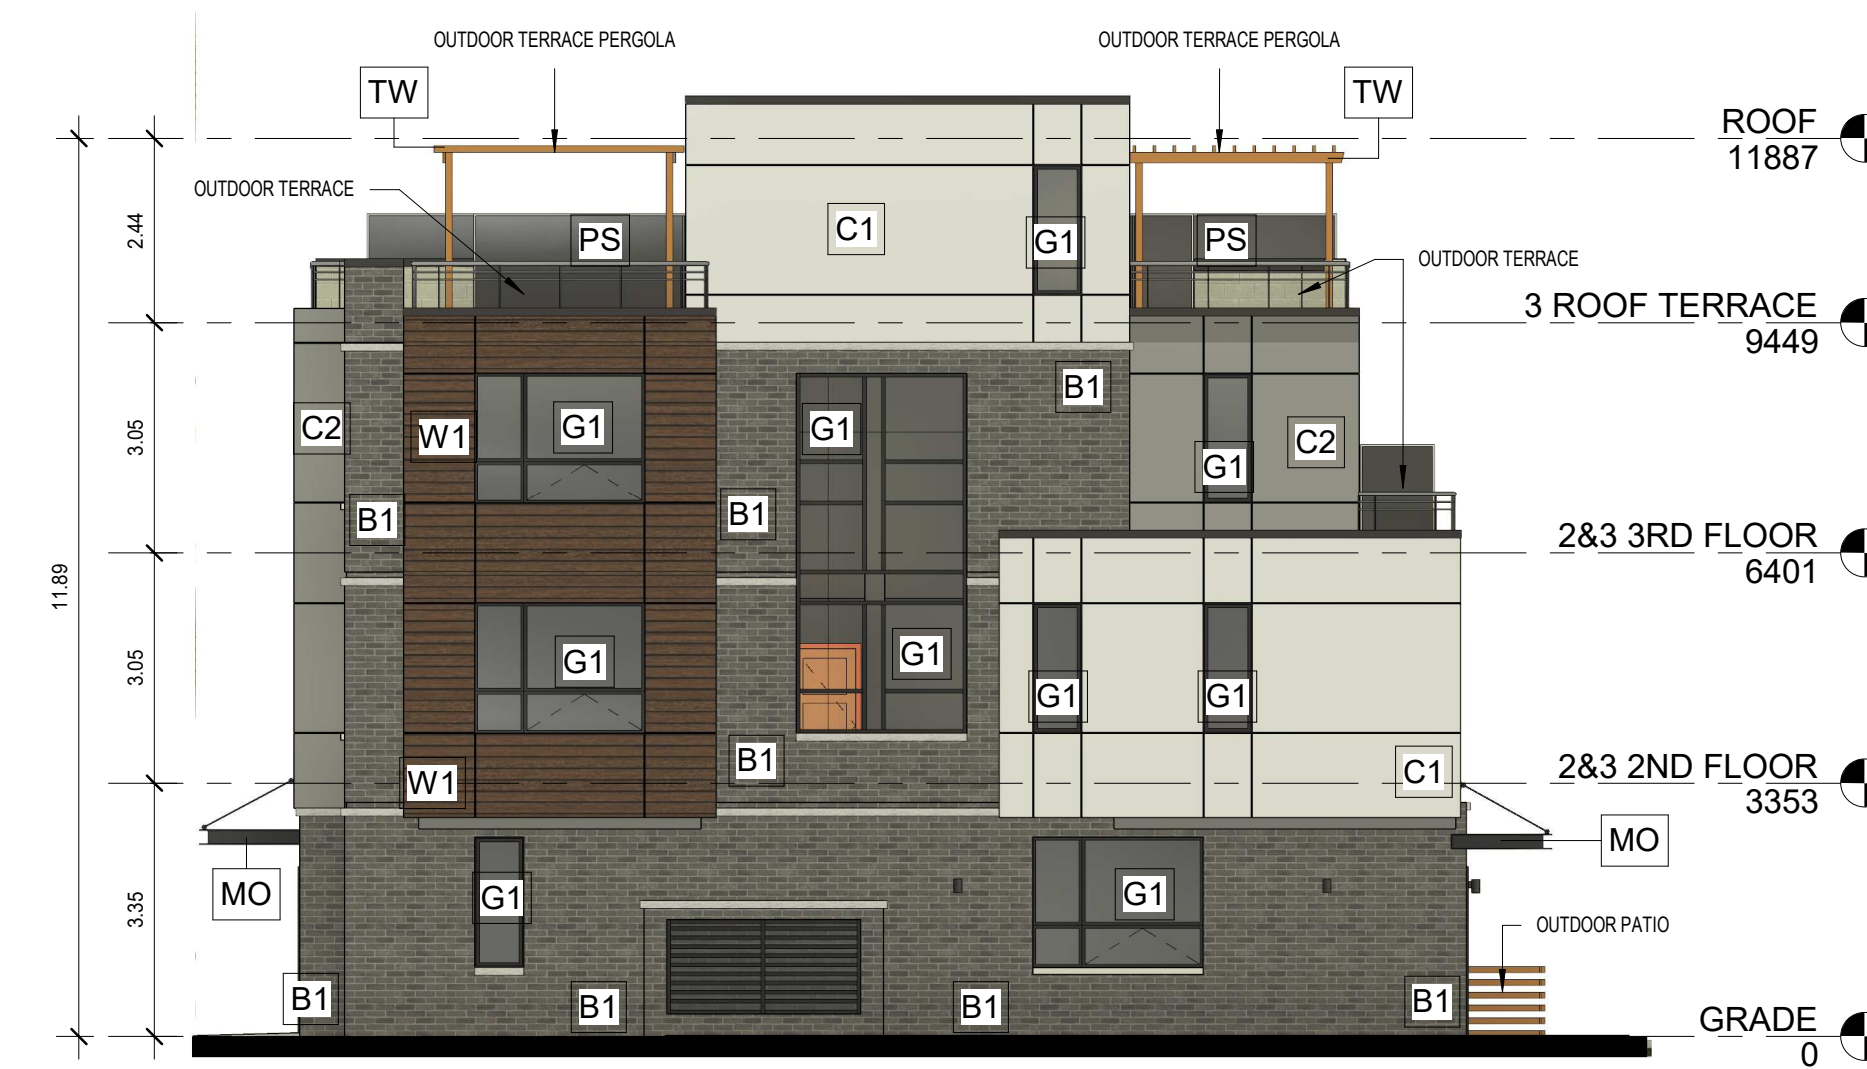 OUTDOOR TERRACE PERGOLA
OUTDOOR TERRACE PERGOLA
TW
TW
ROOF
11887
OUTDOOR TERRACE
2.44
PS
C1
G1
PS
OUTDOOR TERRACE
3 ROOF TERRACE
9449
C2
W1
G1
G1
B1
C2
3.05
G1
B1
B1
2&3 3RD FLOOR
6401
11.89
3.05
G1
G1
G1
G1
B1
W1
C1
2&3 2ND FLOOR
3353
MO
MO
3.35
G1
G1
OUTDOOR PATIO
B1
B1
B1
B1
GRADE
0